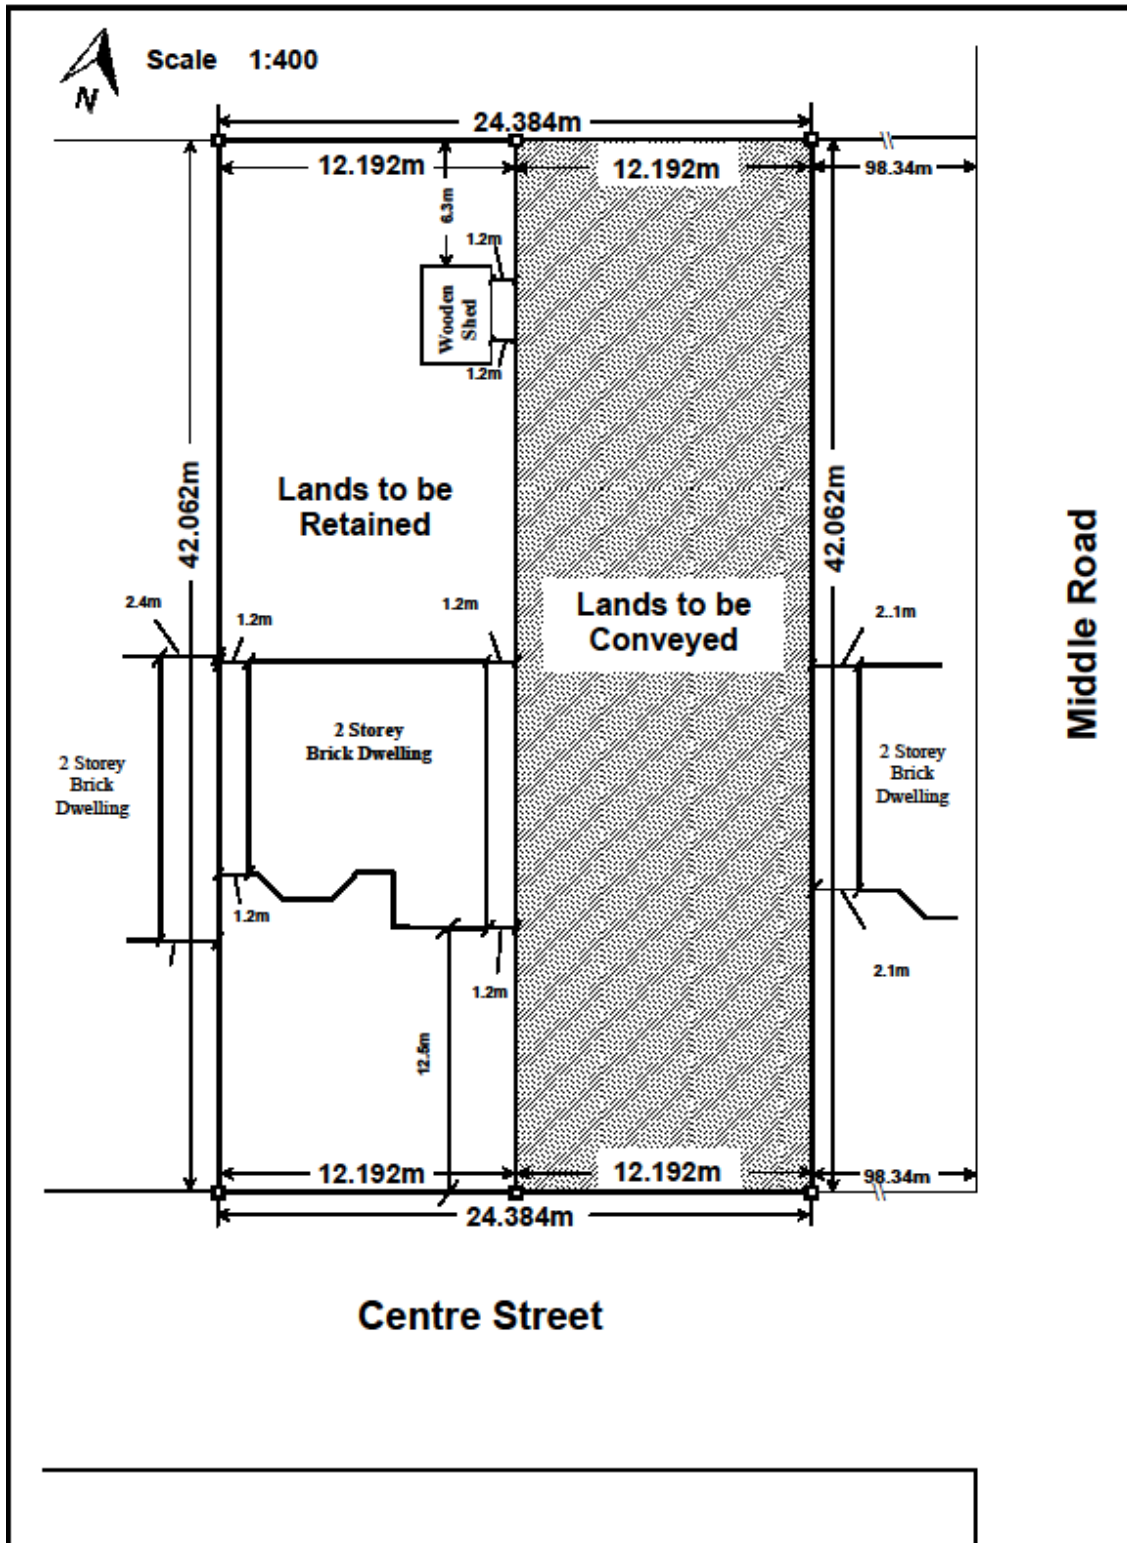 Scale 1:400
N
24.384m
12.192m
12.192m
98.34m
6.3m
1.2m
Wooden
Shed
1.2m
42.062m
Lands to be
Retained
42.062m
Middle Road
2.4m
1.2m
1.2m
Lands to be
Conveyed
2..1m
2 Storey
Brick
Dwelling
2 Storey
Brick Dwelling
2 Storey
Brick
Dwelling
1.2m
1.2m
2.1m
12.5m
12.192m
12.192m
98.34m
24.384m
Centre Street